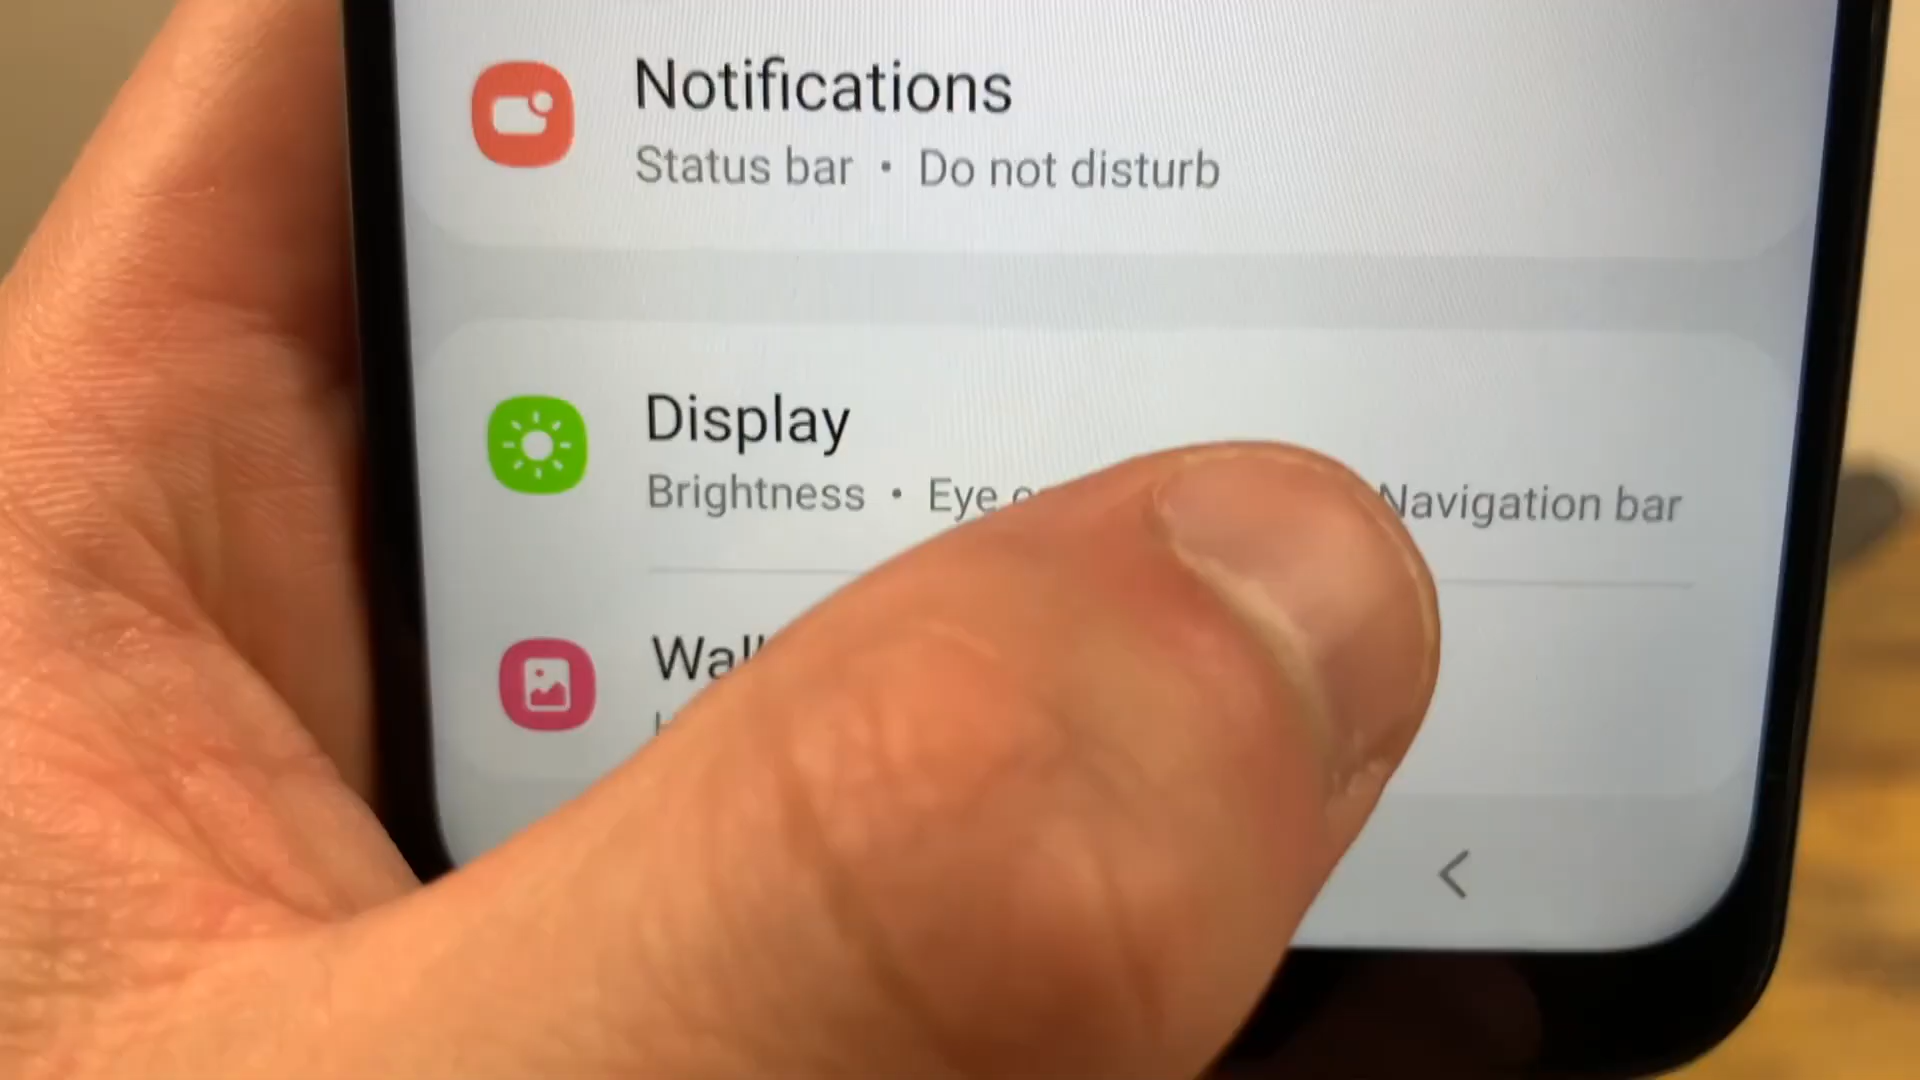 Notifications
Status bar • Do not disturb
Display
Brightness • Eye Navigation bar